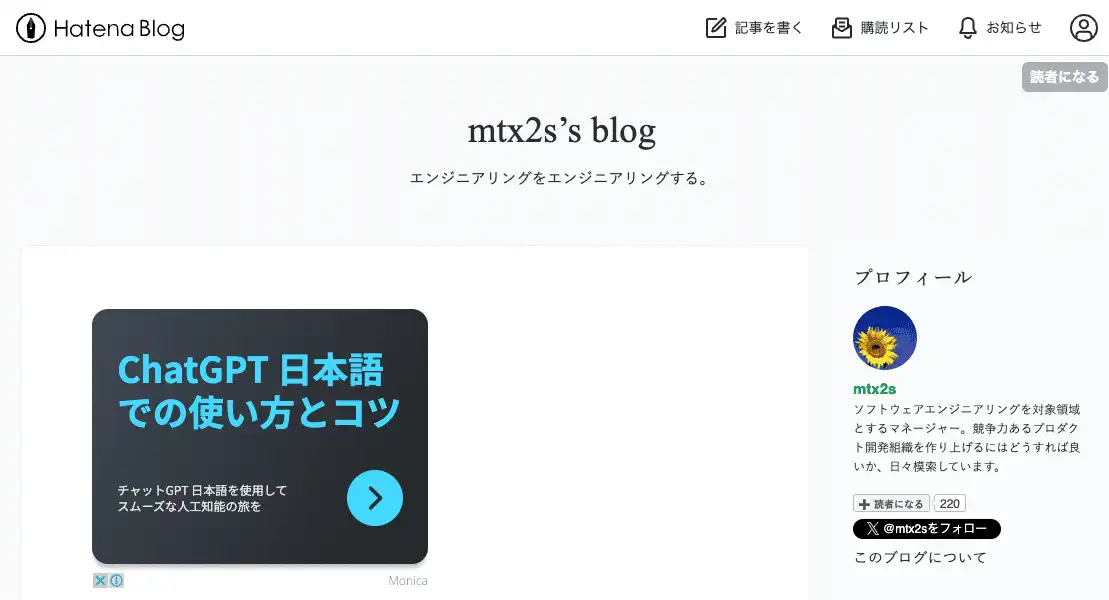 Hatena Blog
記事を書く
購読リスト
お知らせ
読者になる
mtx2s’s blog
エンジニアリングをエンジニアリングする。
ChatGPT 日本語
での使い方とコツ
チャットGPT 日本語を使用して
スムーズな人工知能の旅を
Monica
プロフィール
mtx2s
ソフトウェアエンジニアリングを対象領域
とするマネージャー。競争力あるプロダク
ト開発組織を作り上げるにはどうすれば良
いか、日々模索しています。
読者になる 220
@mtx2sをフォロー
このブログについて